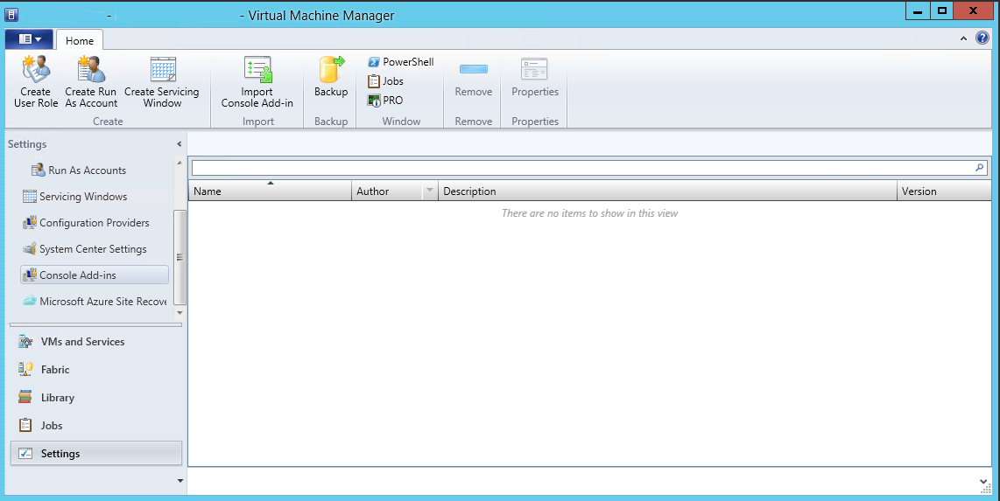 - - Virtual Machine Manager
Home
Create User Role
Create Run As Account
Create Servicing Window
Create
Import Console Add-in
Import
Backup
Backup
PowerShell
Jobs
PRO
Window
Remove
Remove
Properties
Properties
Settings
Run As Accounts
Servicing Windows
Configuration Providers
System Center Settings
Console Add-ins
Microsoft Azure Site Recove
VMs and Services
Fabric
Library
Jobs
Settings
Name Author Description Version
There are no items to show in this view